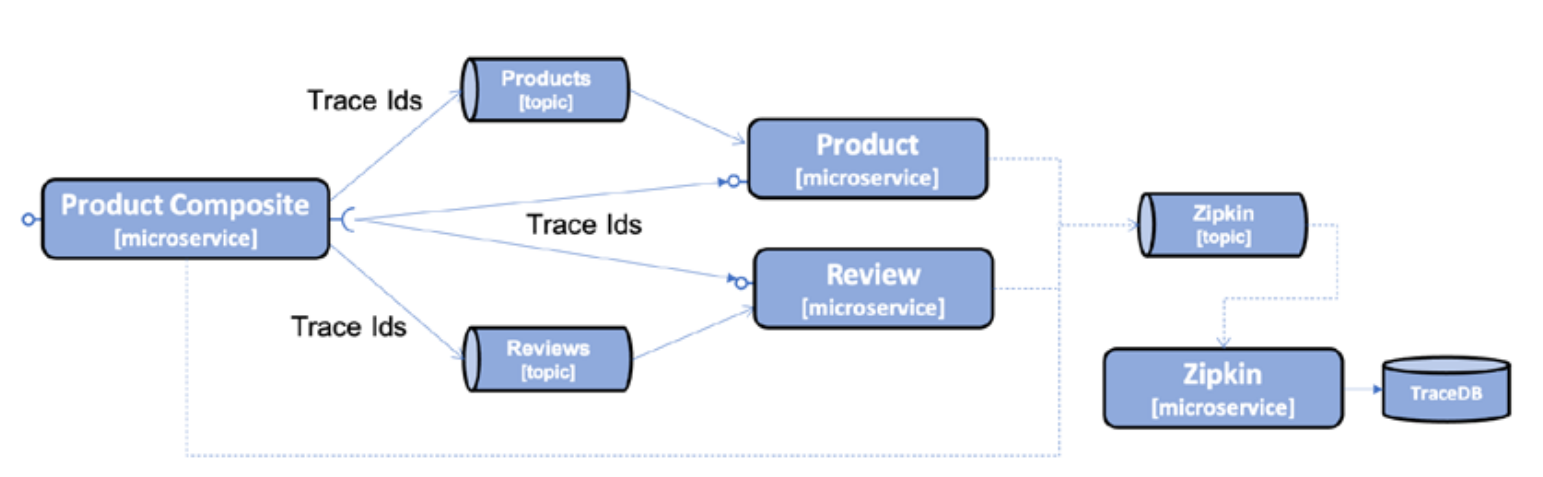 Trace Ids
Products
[topic]
Product
[microservice]
Product Composite
[microservice]
Trace Ids
Zipkin
[topic]
Review
[microservice]
Trace Ids
Reviews
[topic]
Zipkin
[microservice]
TraceDB